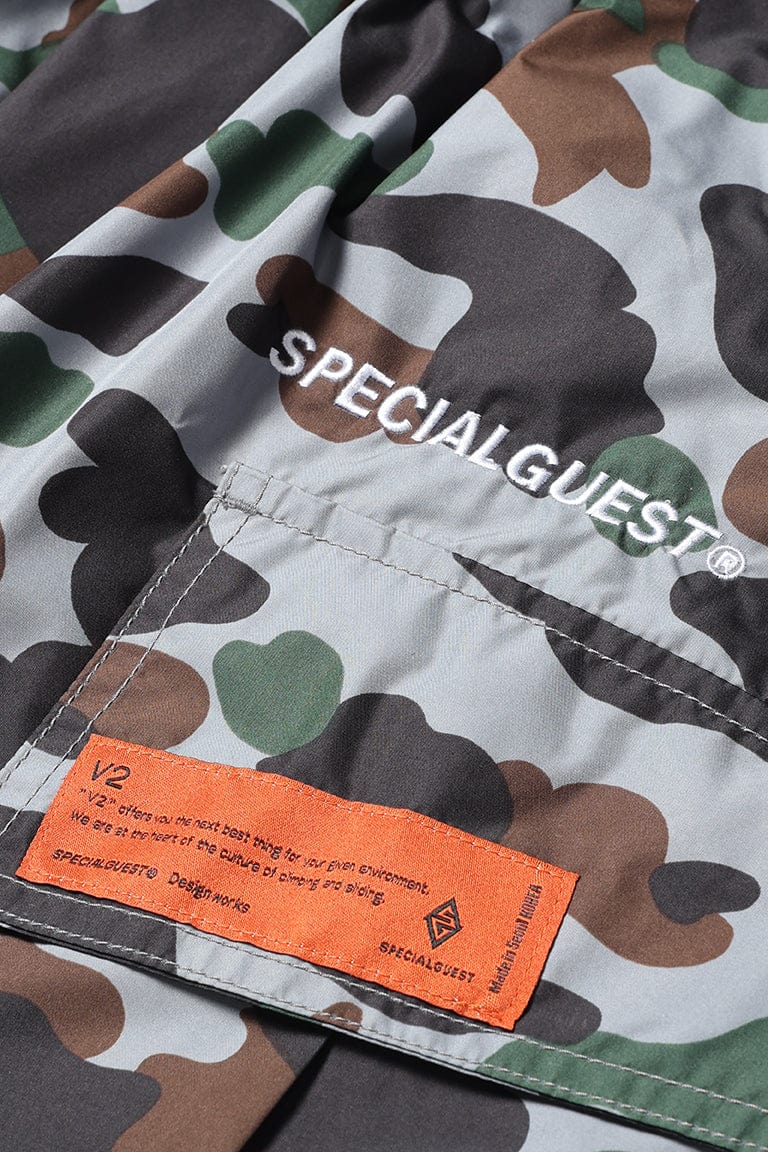 SPECIALGUEST®
V2
"V2" offers you the next best thing for your given environment.
We are at the heart of the culture of climbing and sliding.
SPECIALGUEST® Design works
SPECIALGUEST
Made in Seoul KOREA